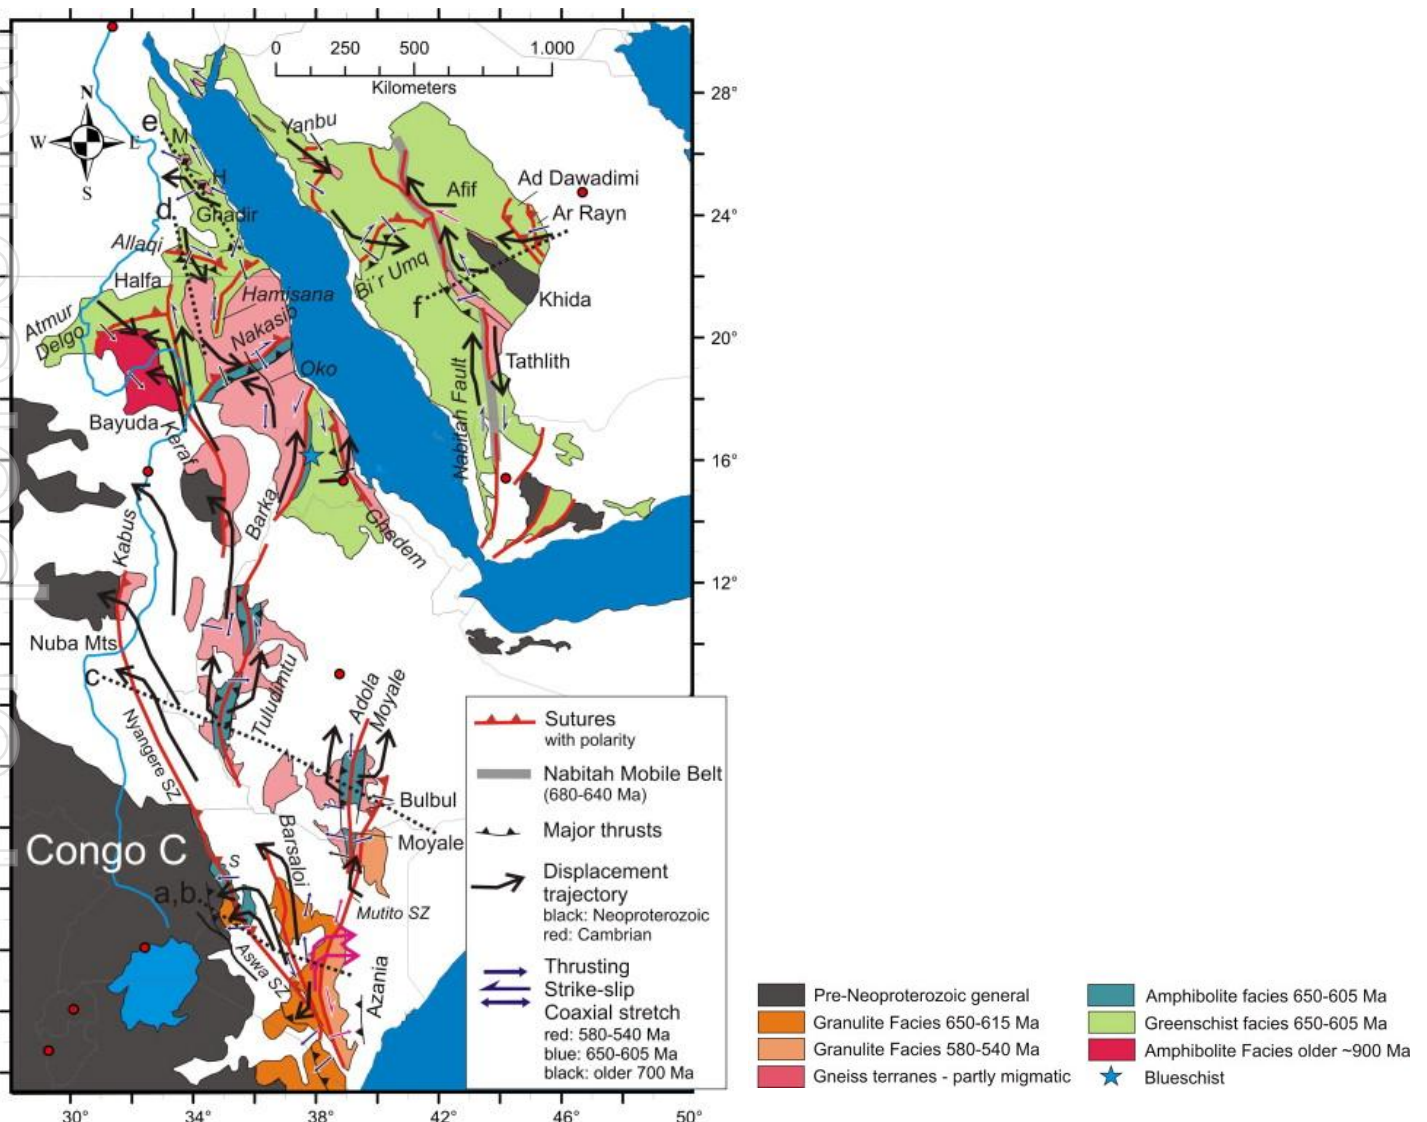 0 250 500 1.000
Kilometers
N
W E
S
28°
24°
20°
16°
12°
e
M
H
d
Ghadir
Allaqi
Halfa
Atmur
Delgo
Hamisana
Nakasib
Oko
Bayuda
Keraf
Barka
Ghedem
Kabus
Yanbu
Afif
Ad Dawadimi
Ar Rayn
Bi´r Umq
f
Khida
Tathlith
Nabitah Fault
Nuba Mts
C
Nyangere SZ
Tuludimtu
Adola
Moyale
Bulbul
Moyale
Barsaloi
Congo C
S
a,b.
Mutito SZ
Aswa SZ
Azania
Sutures
with polarity
Nabitah Mobile Belt
(680-640 Ma)
Major thrusts
Displacement
trajectory
black: Neoproterozoic
red: Cambrian
Thrusting
Strike-slip
Coaxial stretch
red: 580-540 Ma
blue: 650-605 Ma
black: older 700 Ma
30° 34° 38° 42° 46° 50°
Pre-Neoproterozoic general
Granulite Facies 650-615 Ma
Granulite Facies 580-540 Ma
Gneiss terranes - partly migmatic
Amphibolite facies 650-605 Ma
Greenschist facies 650-605 Ma
Amphibolite Facies older ~900 Ma
Blueschist